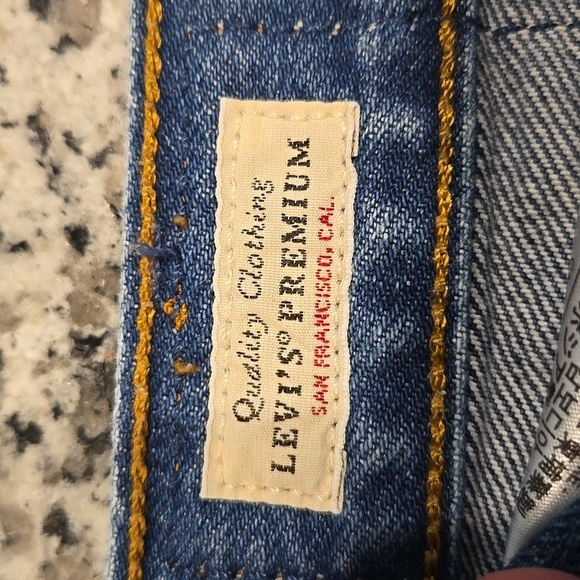 Quality Clothing
LEVI'S® PREMIUM
SAN FRANCISCO, CAL.